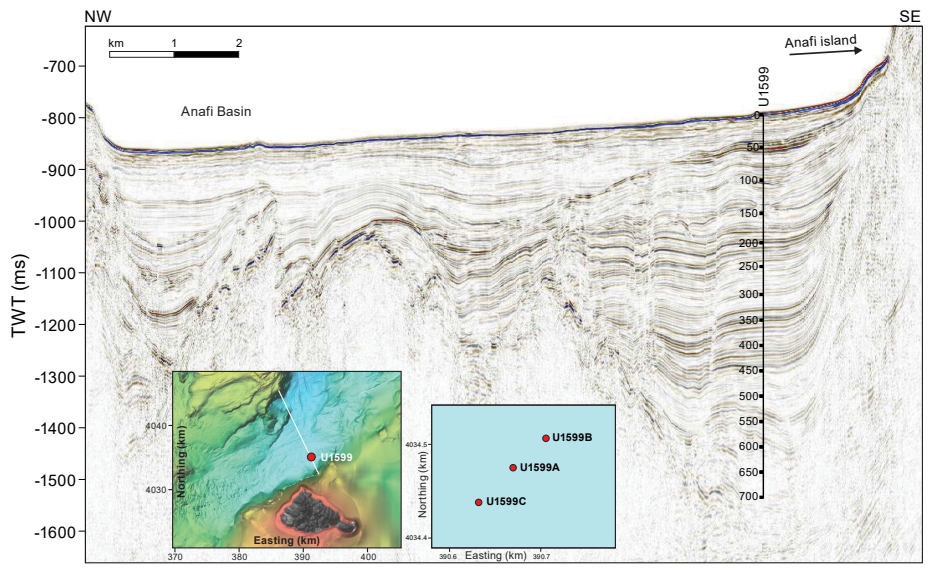 NW
SE
km 1 2
Anafi island
Anafi Basin
U1599
TWT (ms)
-700
-800
-900
-1000
-1100
-1200
-1300
-1400
-1500
-1600
0
50
100
150
200
250
300
350
400
450
500
550
600
650
700
Northing (km)
4040
4030
U1599
Easting (km)
370 380 390 400
Northing (km)
4034.5
4034.4
U1599B
U1599A
U1599C
390.6 Easting (km) 390.7